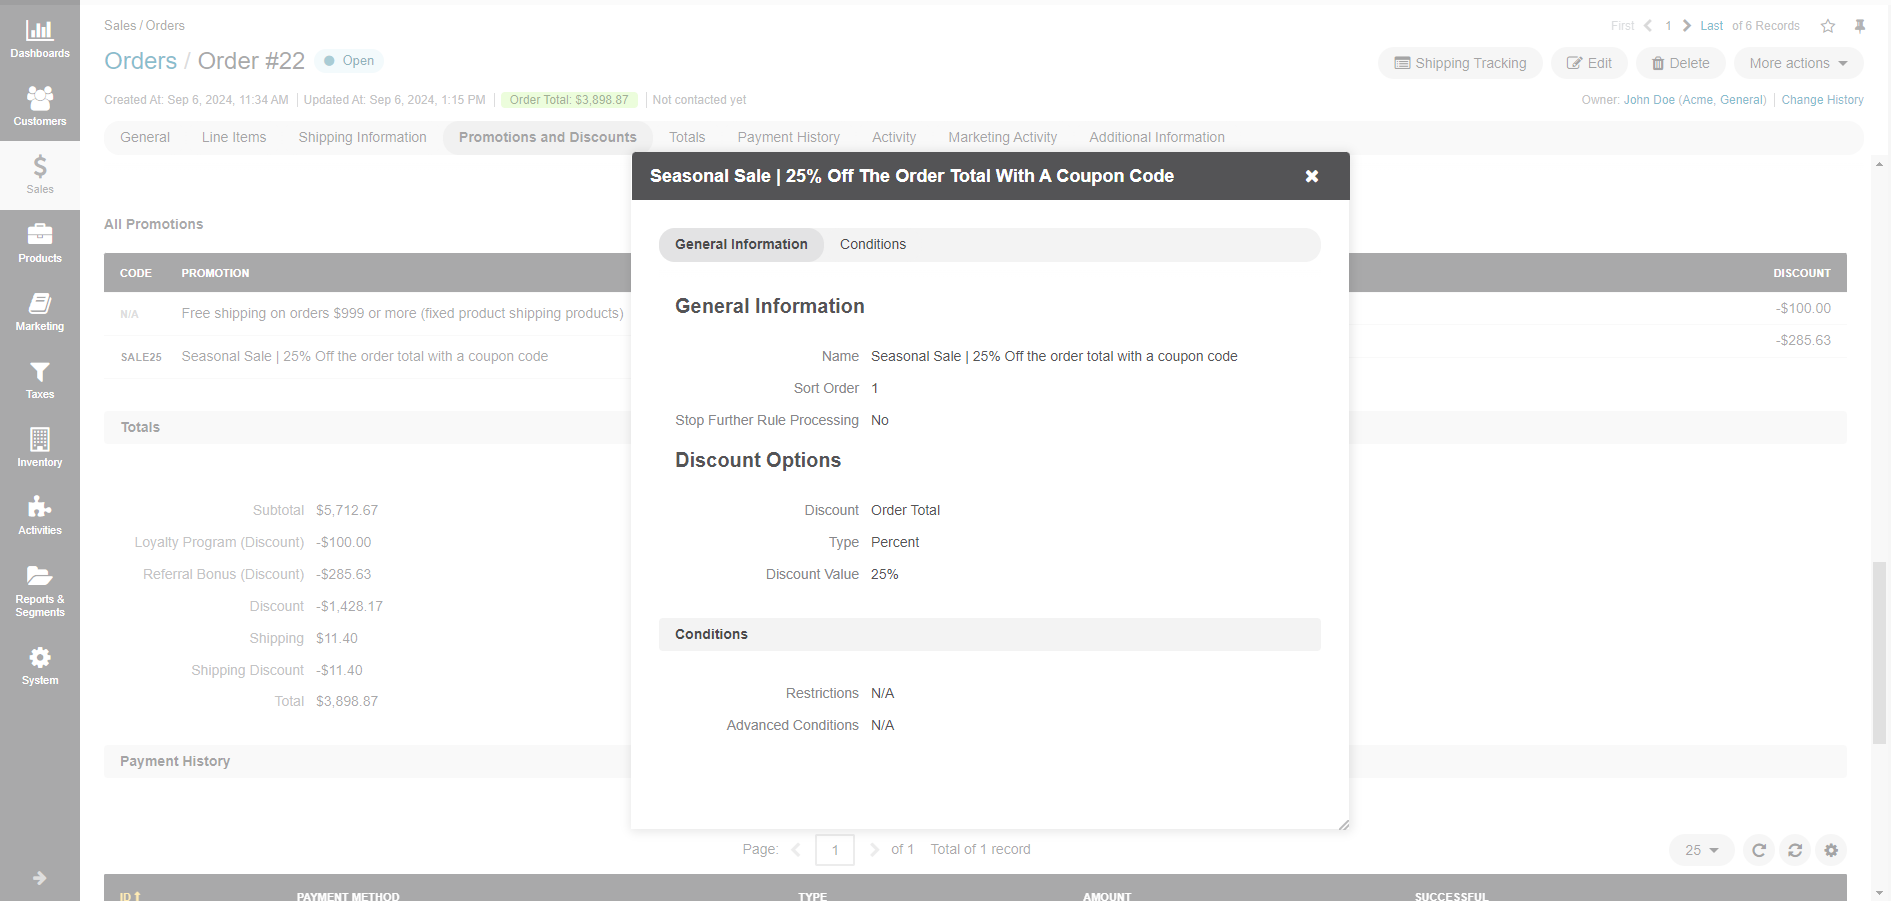 Dashboards
Customers
Sales
Products
Marketing
Taxes
Inventory
Activities
Reports &
Segments
System
Sales / Orders
First 1 Last of 6 Records
Orders / Order #22 Open
Shipping Tracking Edit Delete More actions
Created At: Sep 6, 2024, 11:34 AM Updated At: Sep 6, 2024, 1:15 PM Order Total: $3,898.87 Not contacted yet
Owner: John Doe (Acme, General) Change History
General Line Items Shipping Information Promotions and Discounts Totals Payment History Activity Marketing Activity Additional Information
All Promotions
CODE PROMOTION
N/A Free shipping on orders $999 or more (fixed product shipping products)
SALE25 Seasonal Sale | 25% Off the order total with a coupon code
DISCOUNT
-$100.00
-$285.63
Totals
Subtotal $5,712.67
Loyalty Program (Discount) -$100.00
Referral Bonus (Discount) -$285.63
Discount -$1,428.17
Shipping $11.40
Shipping Discount -$11.40
Total $3,898.87
Payment History
Seasonal Sale | 25% Off The Order Total With A Coupon Code
General Information Conditions
General Information
Name Seasonal Sale | 25% Off the order total with a coupon code
Sort Order 1
Stop Further Rule Processing No
Discount Options
Discount Order Total
Type Percent
Discount Value 25%
Conditions
Restrictions N/A
Advanced Conditions N/A
Page: 1 of 1 Total of 1 record
25
ID PAYMENT METHOD TYPE AMOUNT SUCCESSFUL